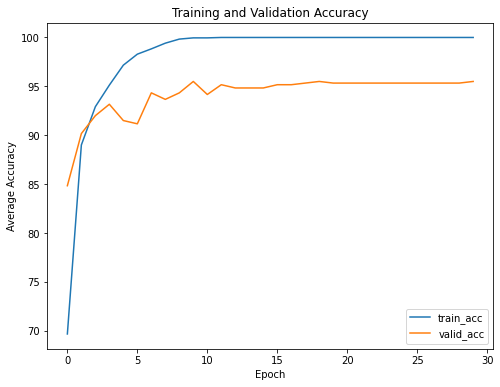 Training and Validation Accuracy
Average Accuracy
100
95
90
85
80
75
70
0 5 10 15 20 25 30
Epoch
train_acc
valid_acc